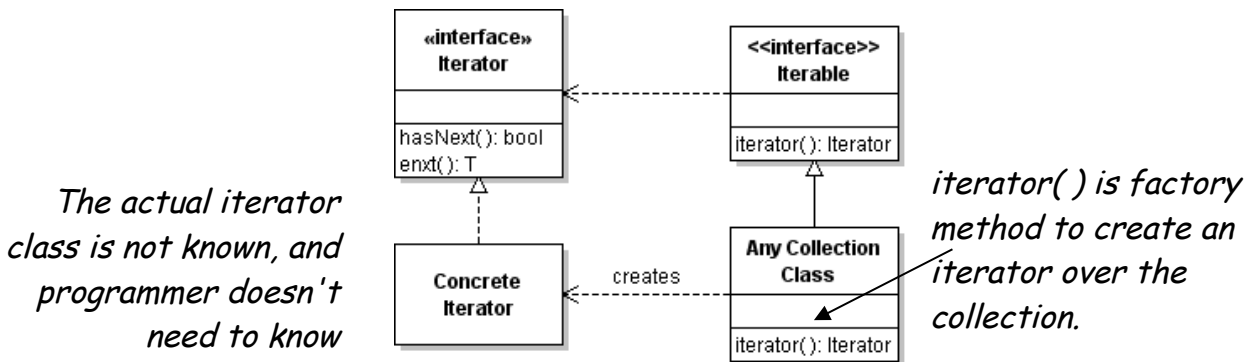 «interface»
Iterator
hasNext(): bool
enxt(): T
<<interface>>
Iterable
iterator(): Iterator
The actual iterator
class is not known, and
programmer doesn't
need to know
Concrete
Iterator
creates
Any Collection
Class
iterator(): Iterator
iterator( ) is factory
method to create an
iterator over the
collection.